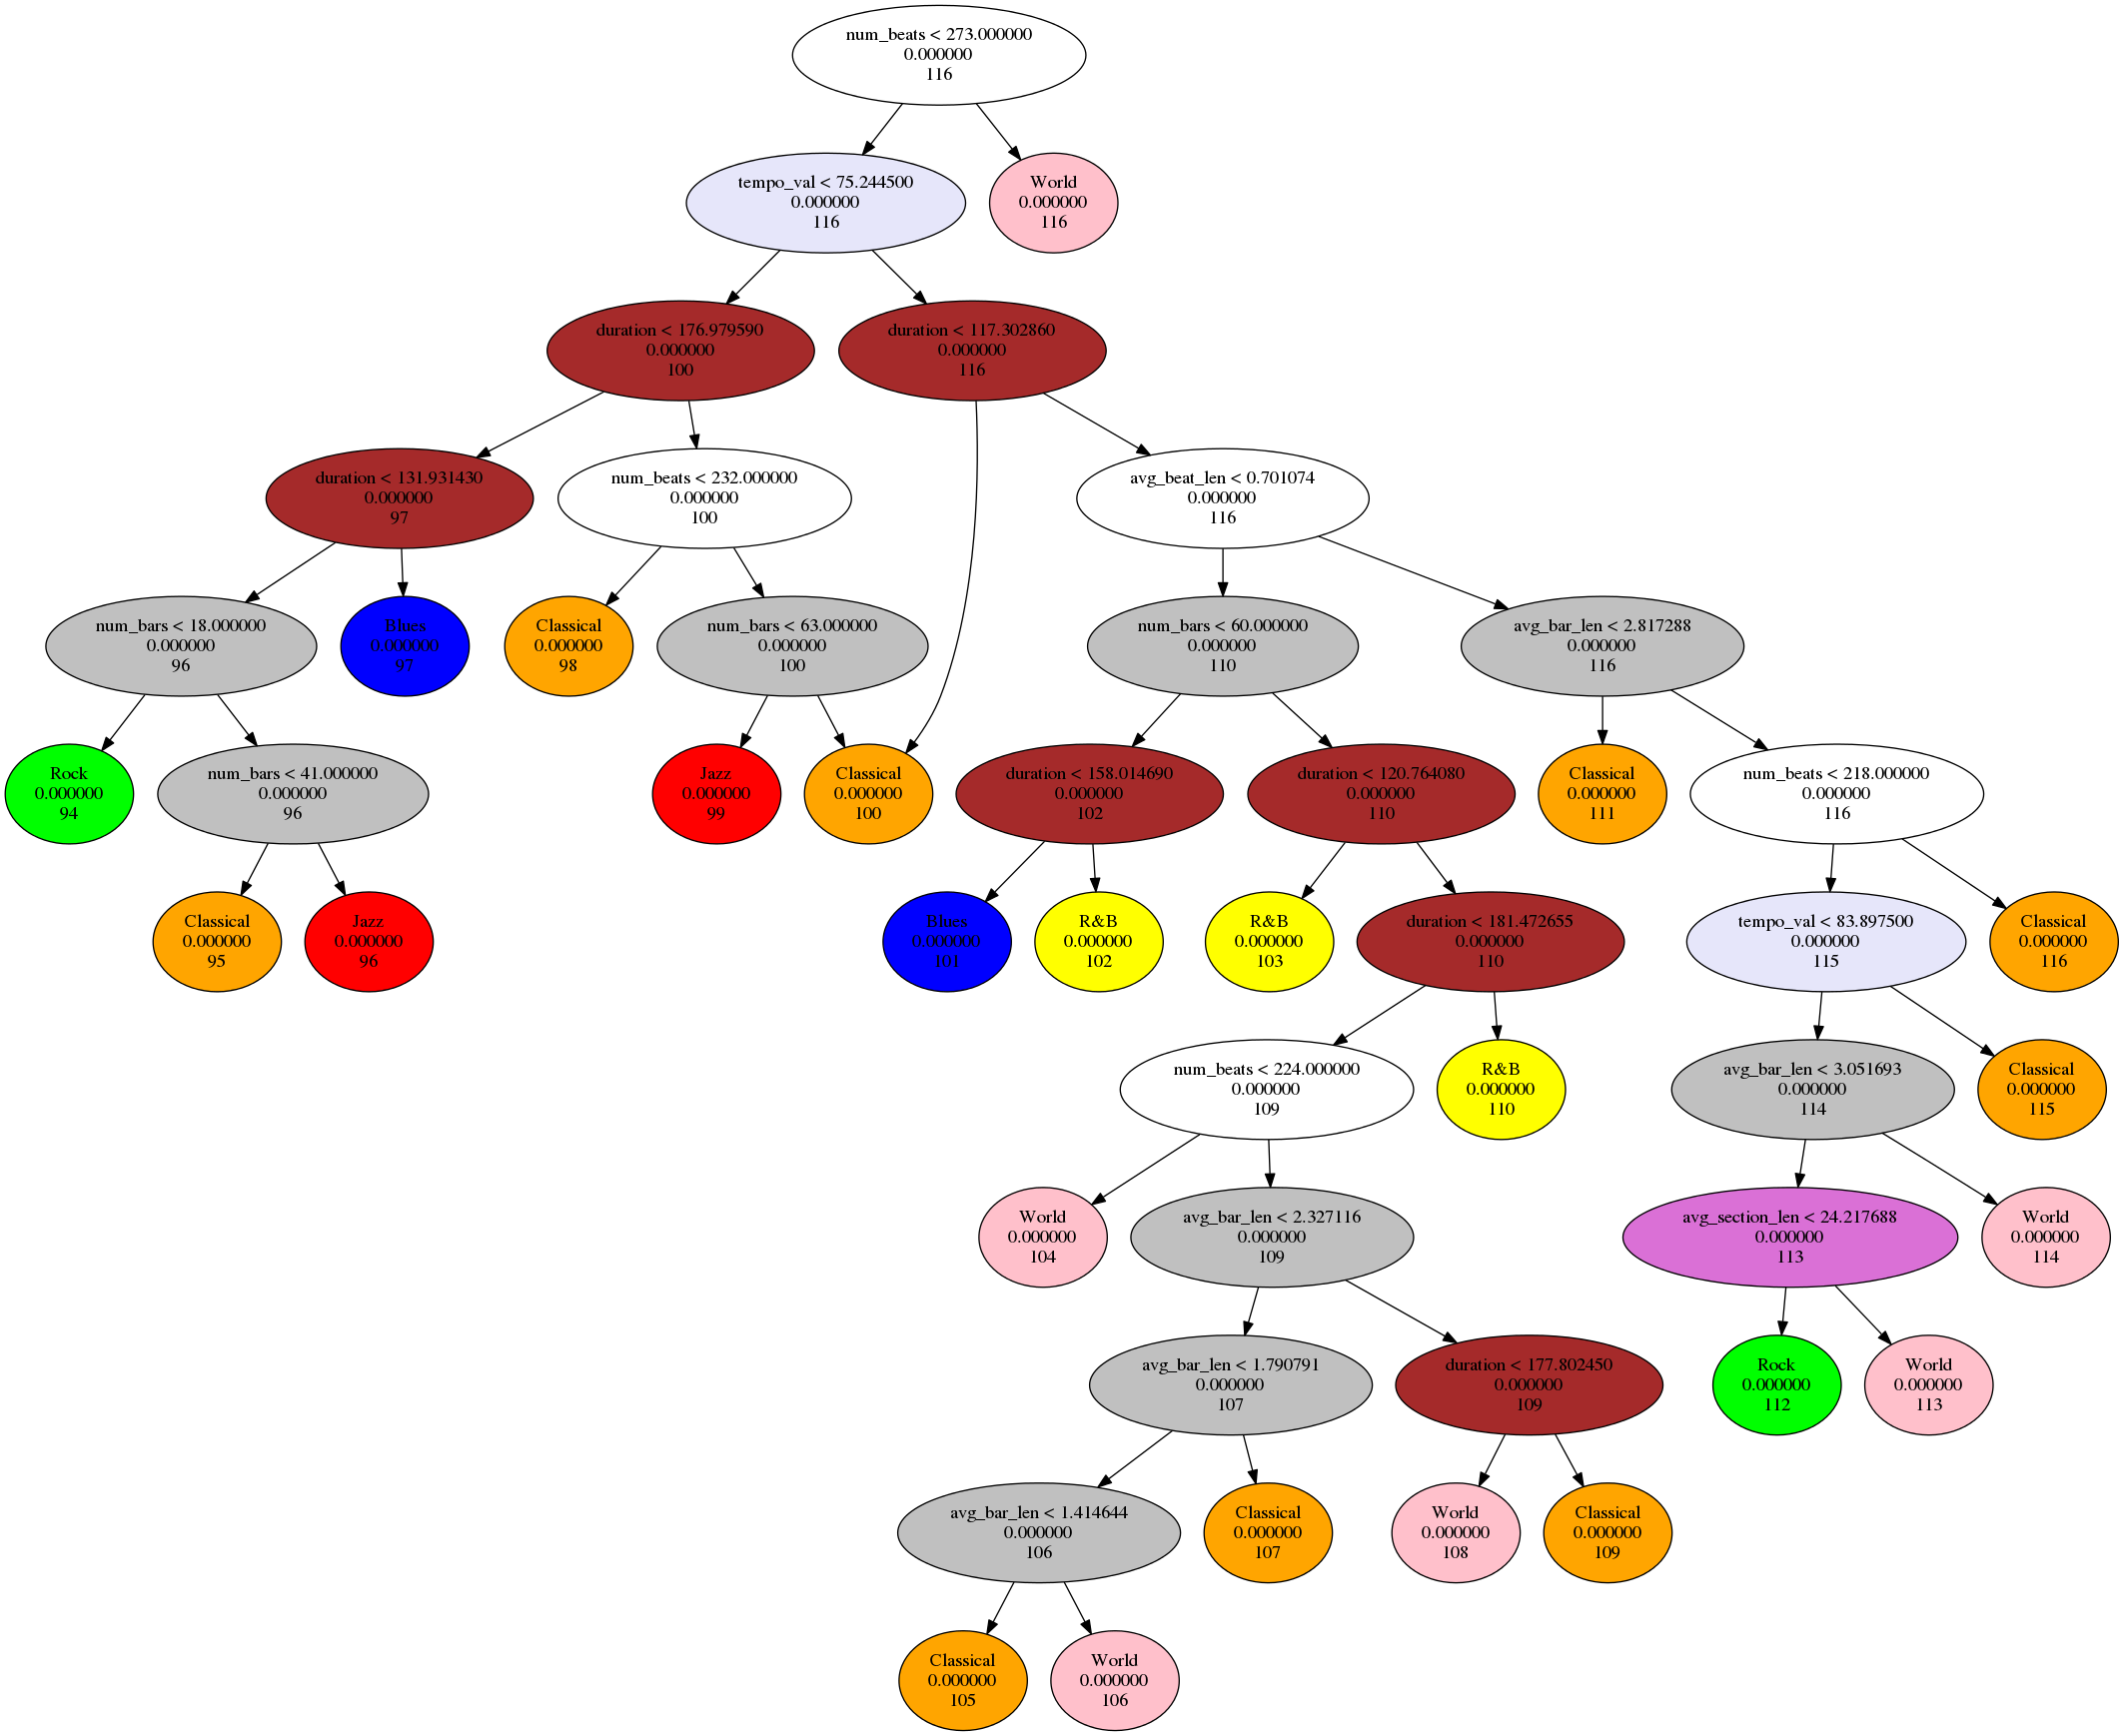 num_beats < 273.000000
0.000000
116
tempo_val < 75.244500
0.000000
116
World
0.000000
116
duration < 176.979590
0.000000
100
duration < 117.302860
0.000000
116
duration < 131.931430
0.000000
97
num_beats < 232.000000
0.000000
100
avg_beat_len < 0.701074
0.000000
116
num_bars < 18.000000
0.000000
96
Blues
0.000000
97
Classical
0.000000
98
num_bars < 63.000000
0.000000
100
num_bars < 60.000000
0.000000
110
avg_bar_len < 2.817288
0.000000
116
Rock
0.000000
94
num_bars < 41.000000
0.000000
96
Jazz
0.000000
99
Classical
0.000000
100
duration < 158.014690
0.000000
102
duration < 120.764080
0.000000
110
Classical
0.000000
111
num_beats < 218.000000
0.000000
116
Classical
0.000000
95
Jazz
0.000000
96
Blues
0.000000
101
R&B
0.000000
102
R&B
0.000000
103
duration < 181.472655
0.000000
110
tempo_val < 83.897500
0.000000
115
Classical
0.000000
116
num_beats < 224.000000
0.000000
109
R&B
0.000000
110
avg_bar_len < 3.051693
0.000000
114
Classical
0.000000
115
World
0.000000
104
avg_bar_len < 2.327116
0.000000
109
avg_section_len < 24.217688
0.000000
113
World
0.000000
114
avg_bar_len < 1.790791
0.000000
107
duration < 177.802450
0.000000
109
Rock
0.000000
112
World
0.000000
113
avg_bar_len < 1.414644
0.000000
106
Classical
0.000000
107
World
0.000000
108
Classical
0.000000
109
Classical
0.000000
105
World
0.000000
106